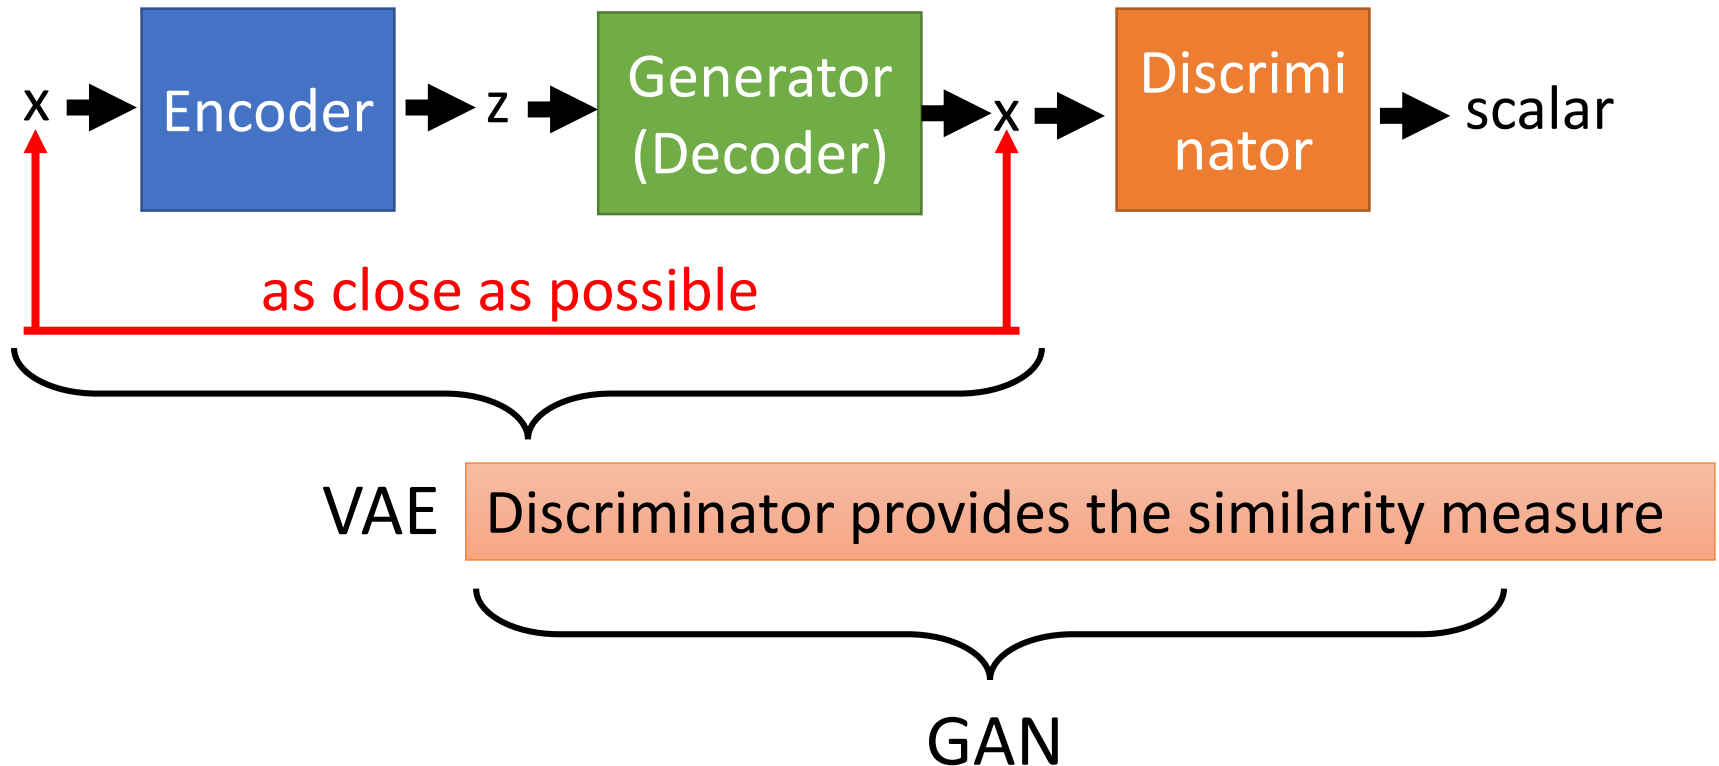 x
Encoder
z
Generator
(Decoder)
x
Discrimi
nator
scalar
as close as possible
VAE
Discriminator provides the similarity measure
GAN